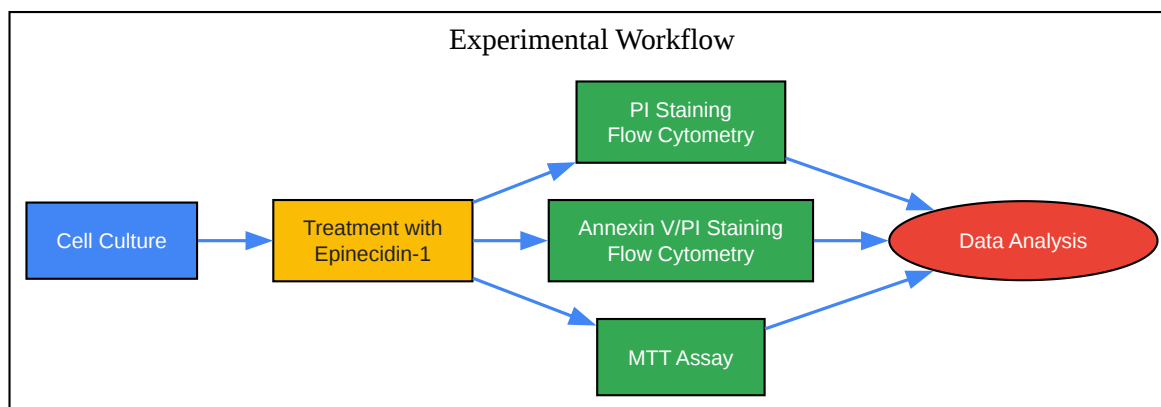 Experimental Workflow
Cell Culture
Treatment with
Epinecidin-1
PI Staining
Flow Cytometry
Annexin V/PI Staining
Flow Cytometry
MTT Assay
Data Analysis